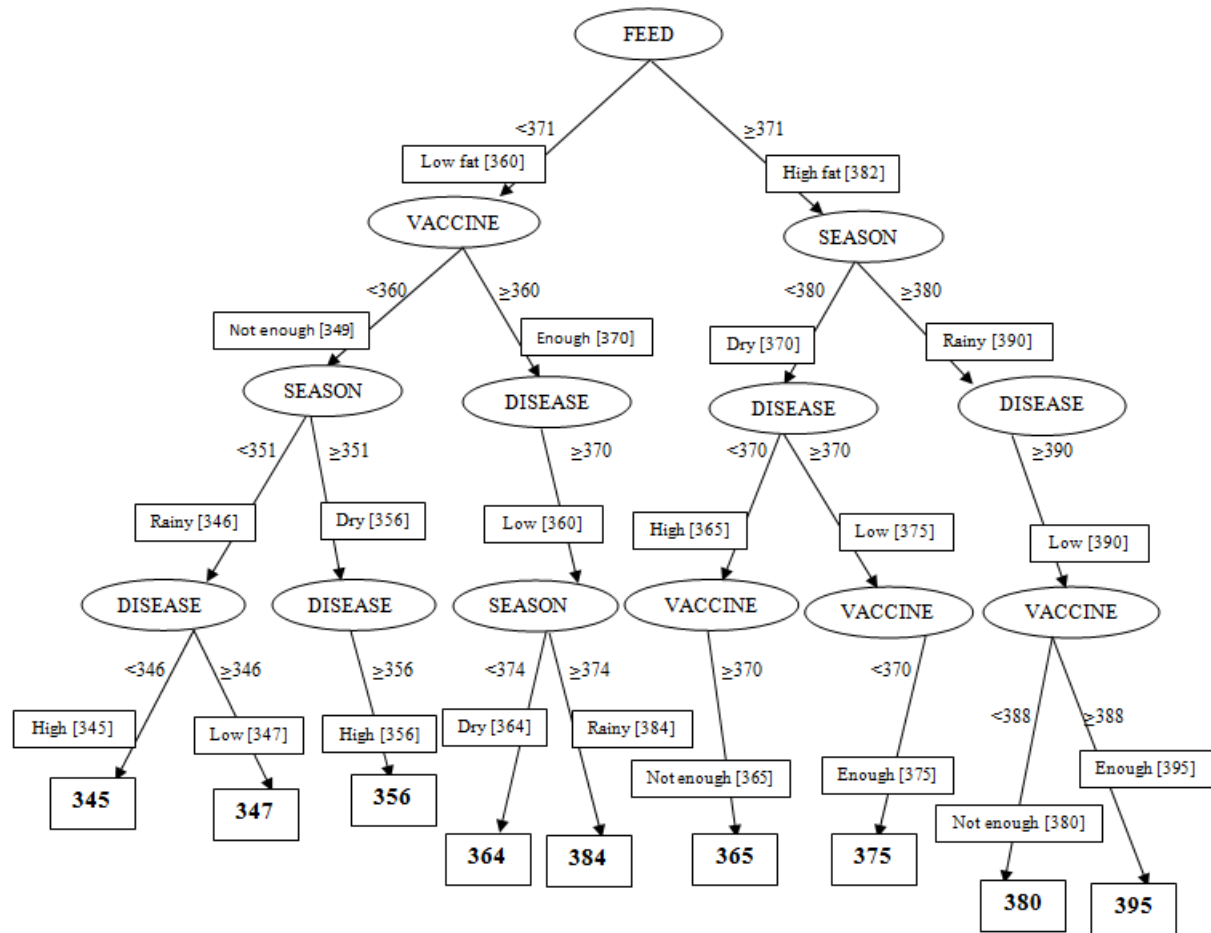 FEED
<371
≥371
Low fat [360]
High fat [382]
VACCINE
SEASON
<360
≥360
<380
≥380
Not enough [349]
Enough [370]
Dry [370]
Rainy [390]
SEASON
DISEASE
DISEASE
DISEASE
<351
≥351
≥370
<370
≥370
≥390
Rainy [346]
Dry [356]
Low [360]
High [365]
Low [375]
Low [390]
DISEASE
DISEASE
SEASON
VACCINE
VACCINE
VACCINE
<346
≥346
≥356
<374
≥374
≥370
<370
<388
≥388
High [345]
Low [347]
High [356]
Dry [364]
Rainy [384]
Not enough [365]
Enough [375]
Enough [395]
Not enough [380]
345
347
356
364
384
365
375
380
395